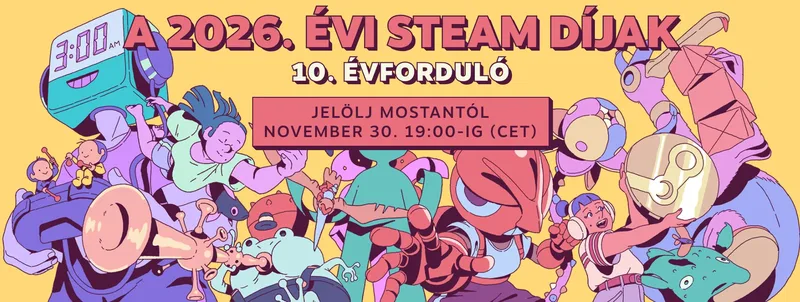 3:00 AM
A 2026. ÉVI STEAM DÍJAK
10. ÉVFORDULÓ
JELÖLJ MOSTANTÓL
NOVEMBER 30. 19:00-IG (CET)